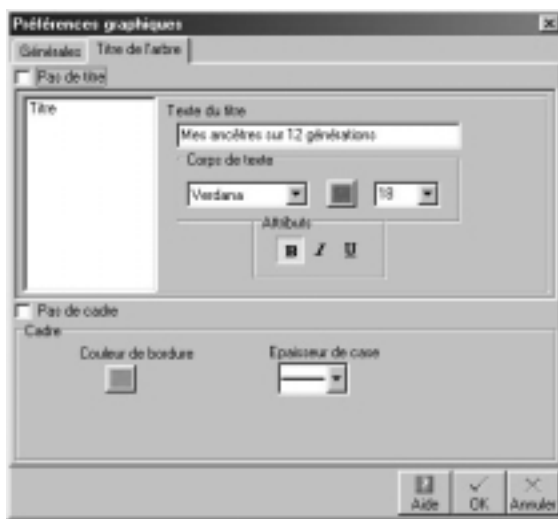 Préférences graphiques
Générales Titre de l'arbre
Pas de titre
Titre
Texte du titre
Mes ancêtres sur 12 générations
Corps de texte
Verdana 18
Attributs
B I U
Pas de cadre
Cadre
Couleur de bordure Epaisseur de case
Aide OK Annuler